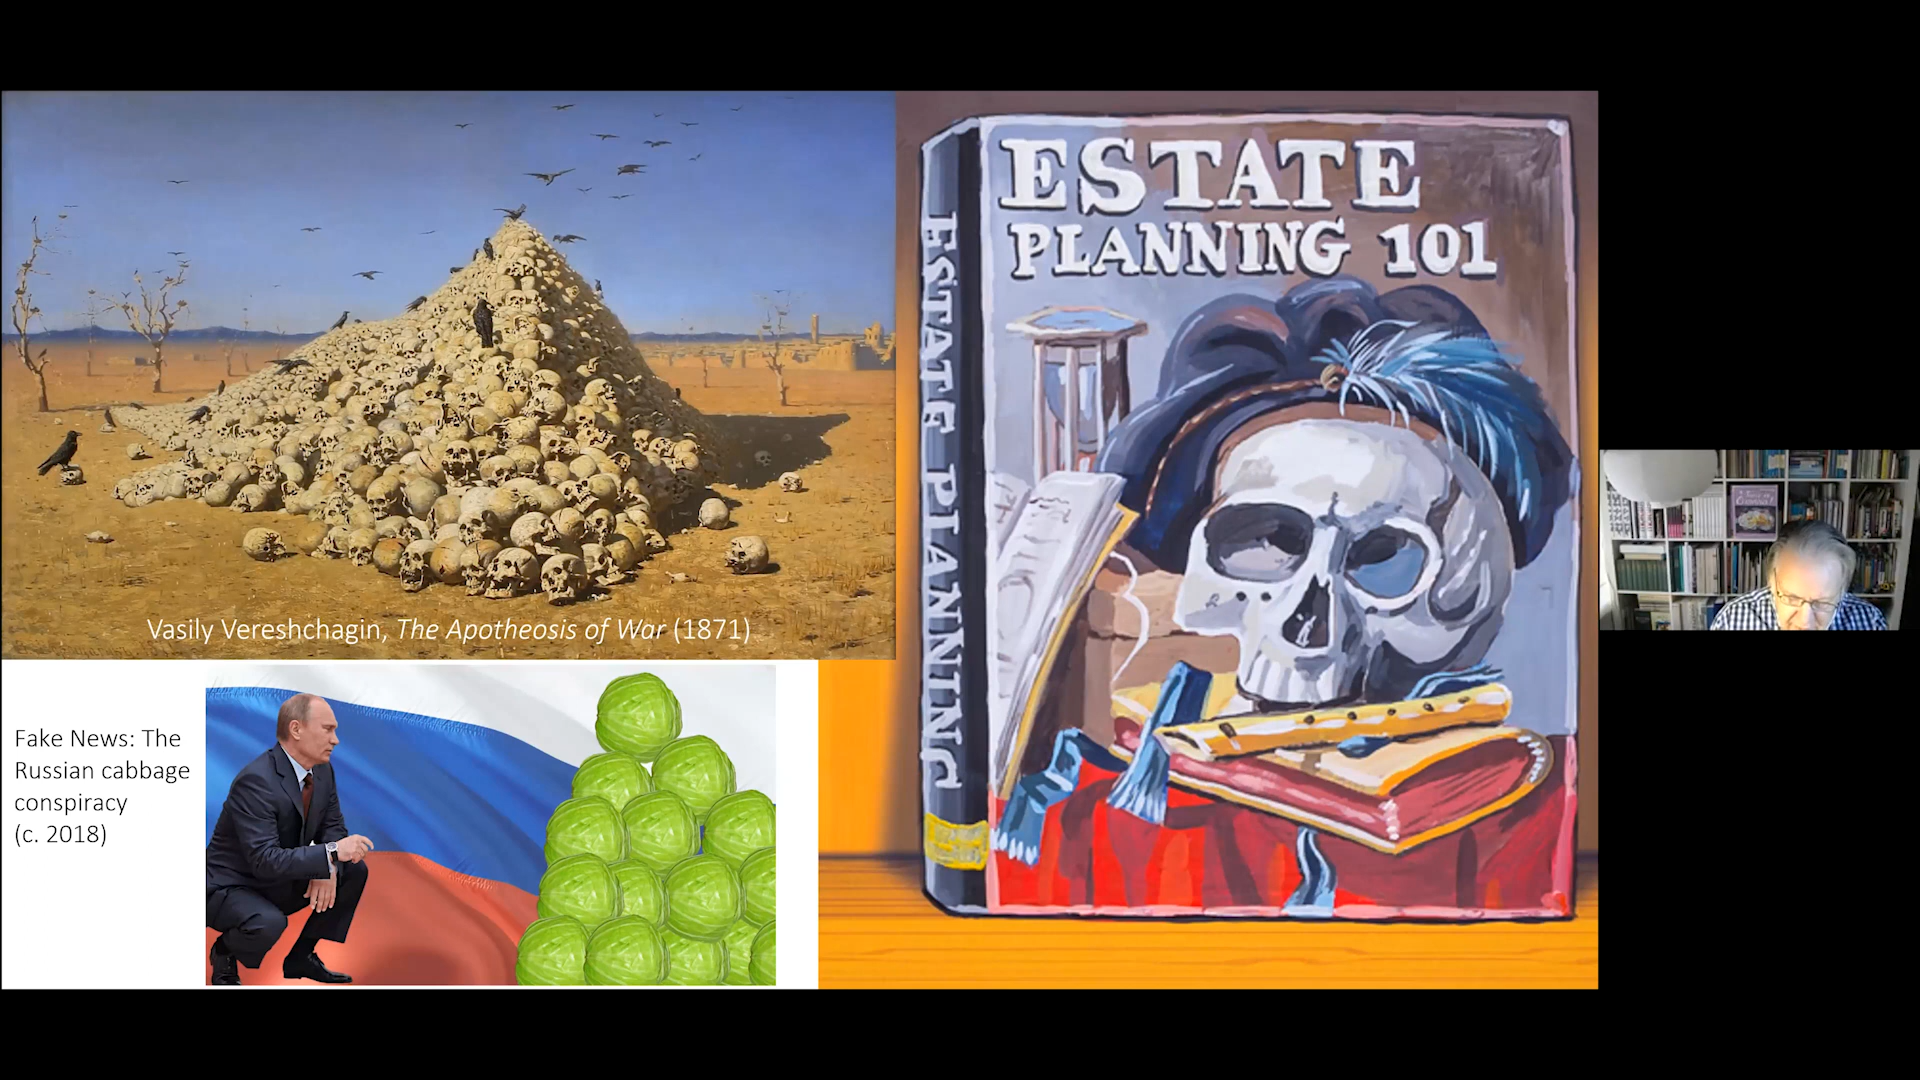 Vasily Vereshchagin, The Apotheosis of War (1871)
Fake News: The
Russian cabbage
conspiracy
(c. 2018)
ESTATE
PLANNING 101
ESTATE PLANNING